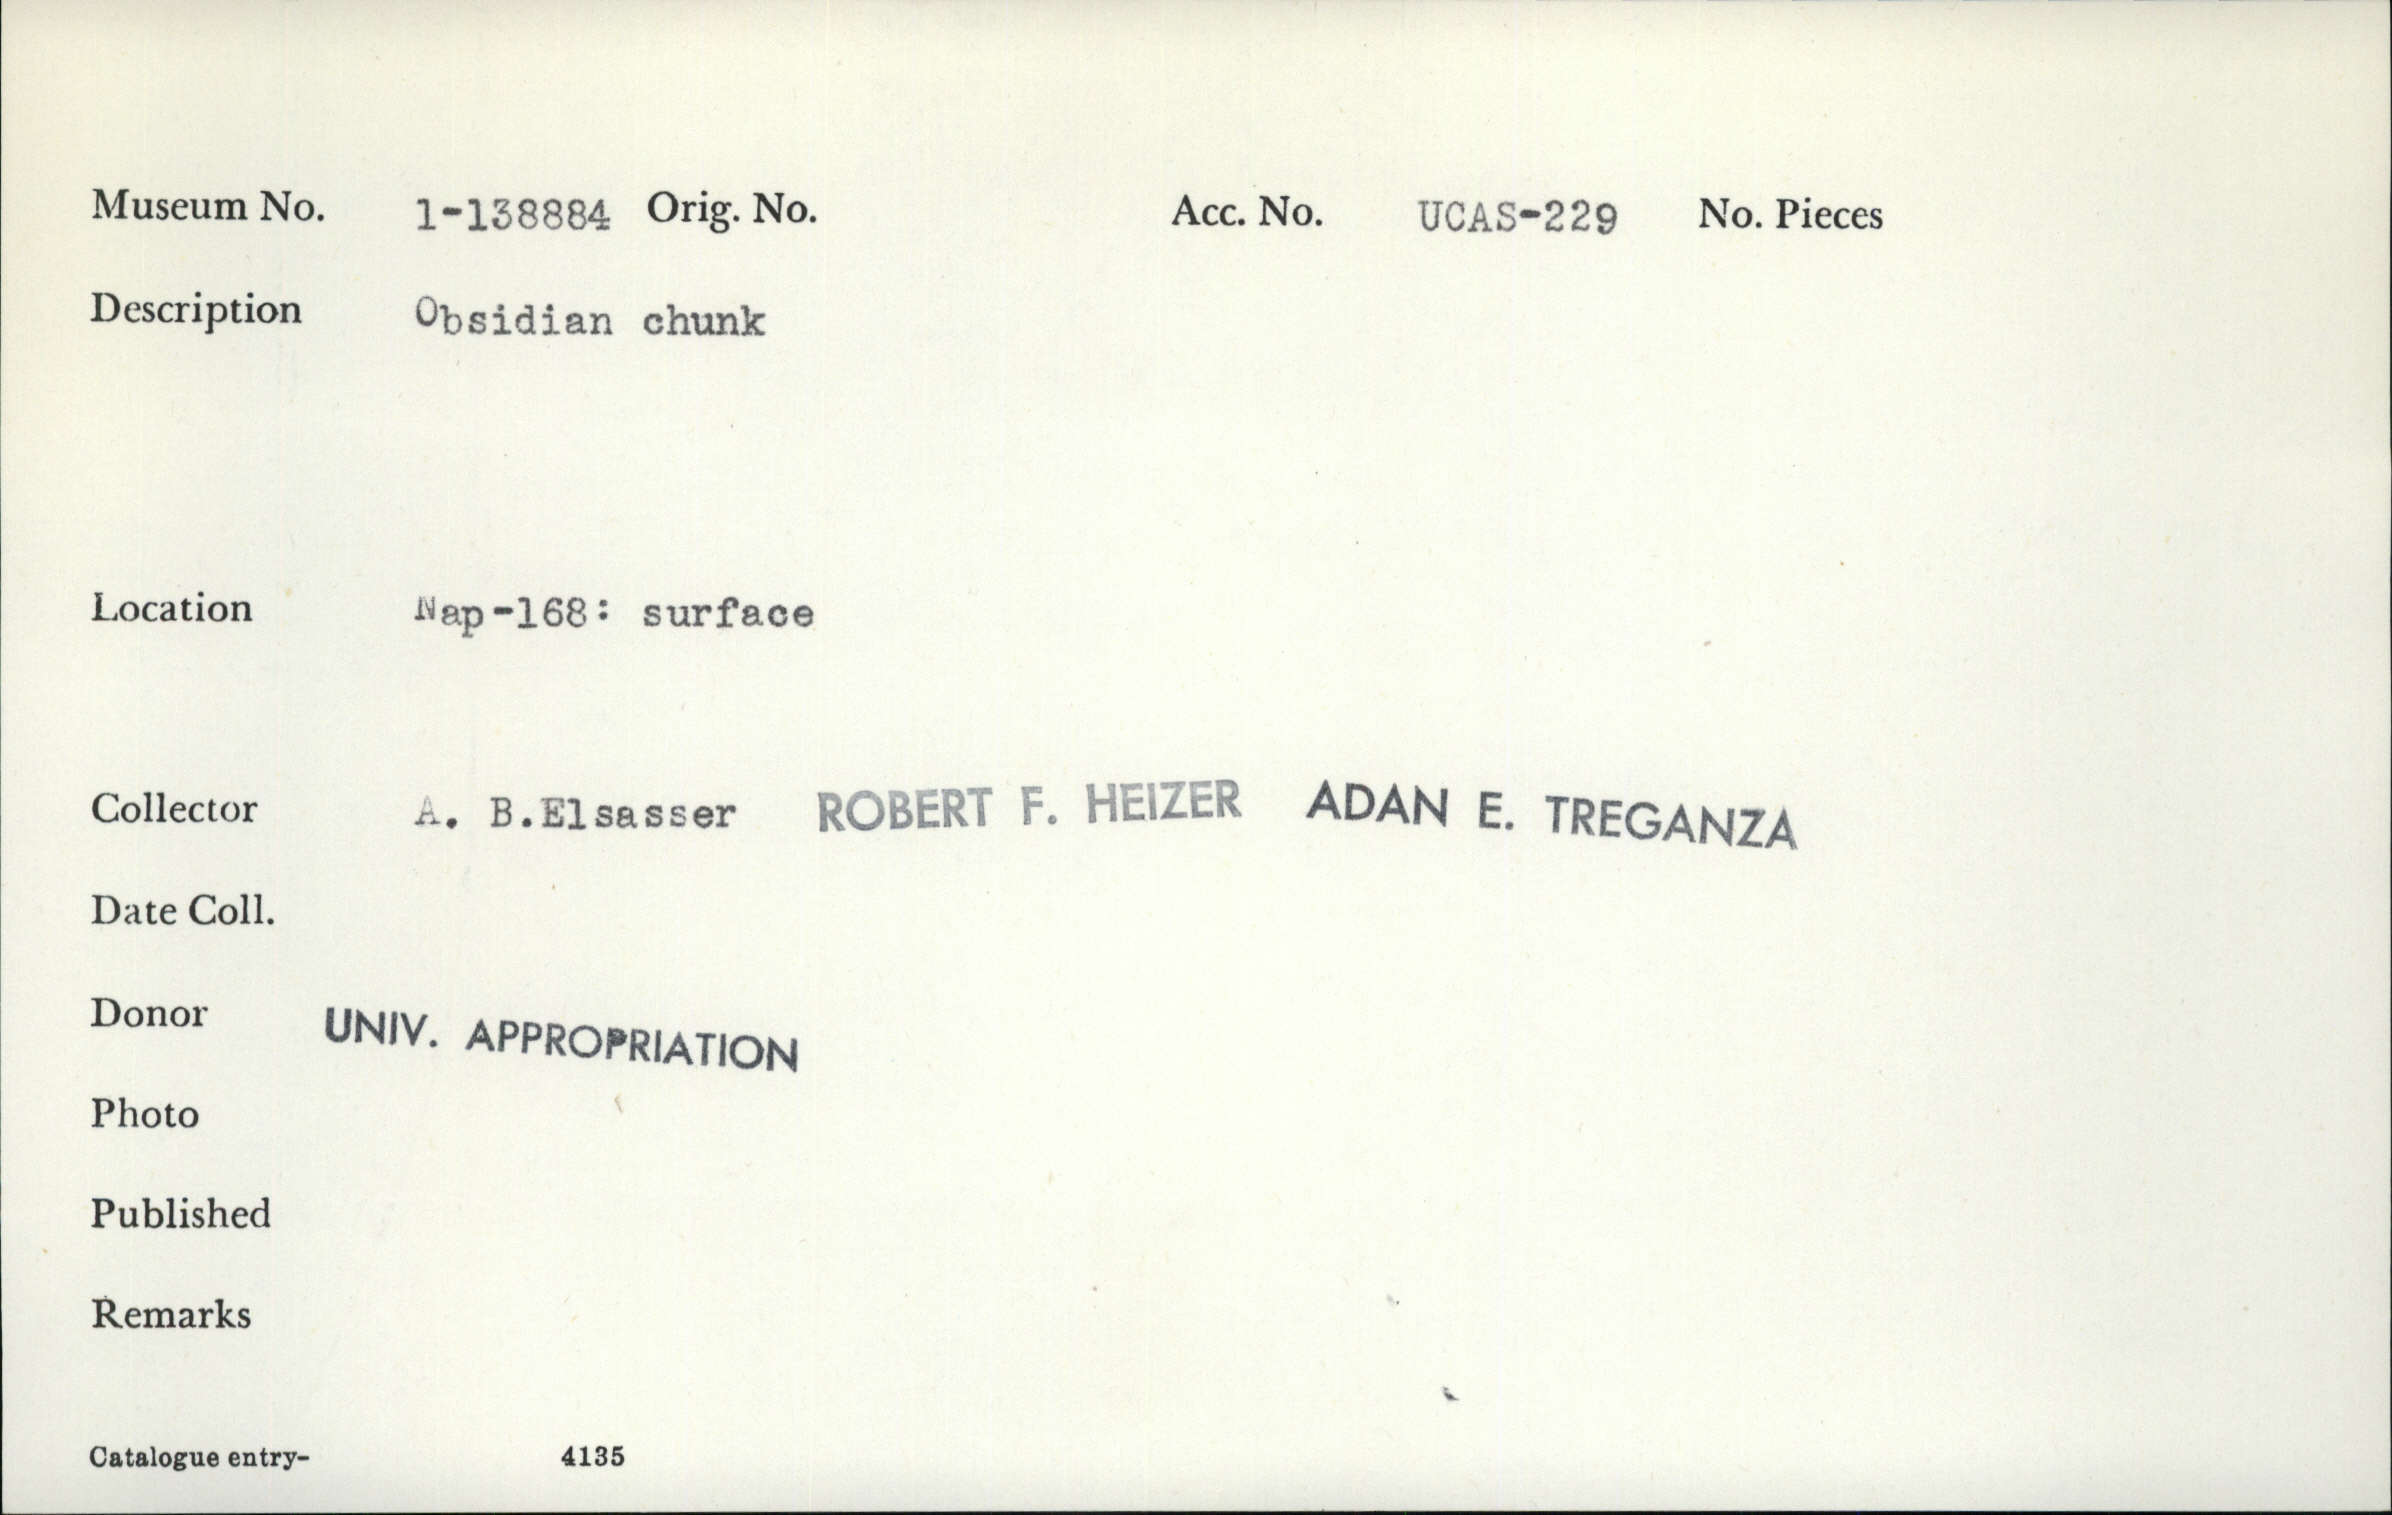 Museum No. 1-138884 Orig. No. Acc. No. UCAS-229 No. Pieces
Description Obsidian chunk
Location Nap-168: surface
Collector A. B.Elsasser ROBERT F. HEIZER ADAN E. TREGANZA
Date Coll.
Donor UNIV. APPROPRIATION
Photo
Published
Remarks
Catalogue entry- 4135